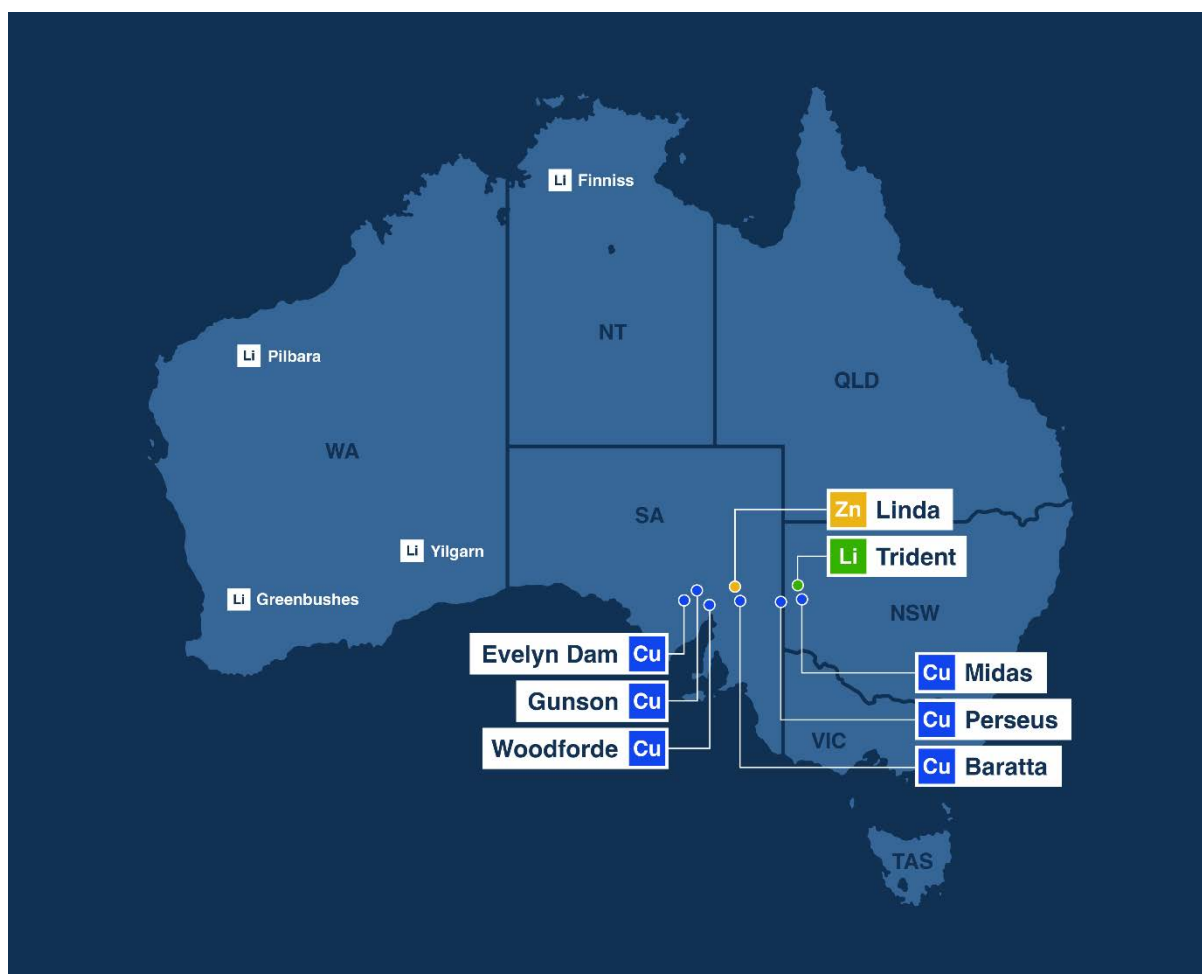 Li Finniss
NT
Li Pilbara
QLD
WA
Zn Linda
SA
Li Trident
Li Yilgarn
Li Greenbushes
NSW
Evelyn Dam Cu
Cu Midas
Gunson Cu
Cu Perseus
Woodforde Cu
VIC
Cu Baratta
TAS